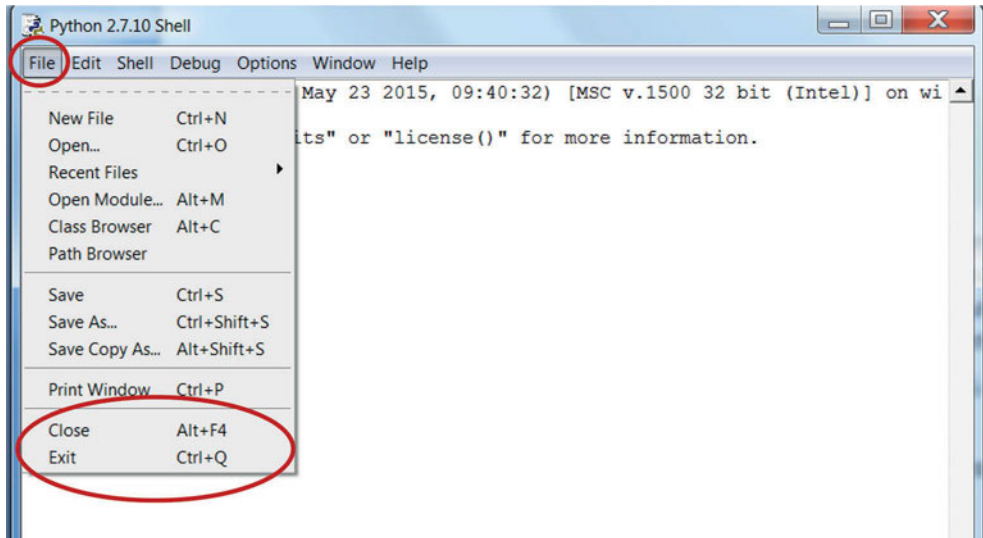 Python 2.7.10 Shell
File Edit Shell Debug Options Window Help
May 23 2015, 09:40:32) [MSC v.1500 32 bit (Intel)] on wi
its" or "license()" for more information.
New File Ctrl+N
Open... Ctrl+O
Recent Files
Open Module... Alt+M
Class Browser Alt+C
Path Browser
Save Ctrl+S
Save As... Ctrl+Shift+S
Save Copy As... Alt+Shift+S
Print Window Ctrl+P
Close Alt+F4
Exit Ctrl+Q